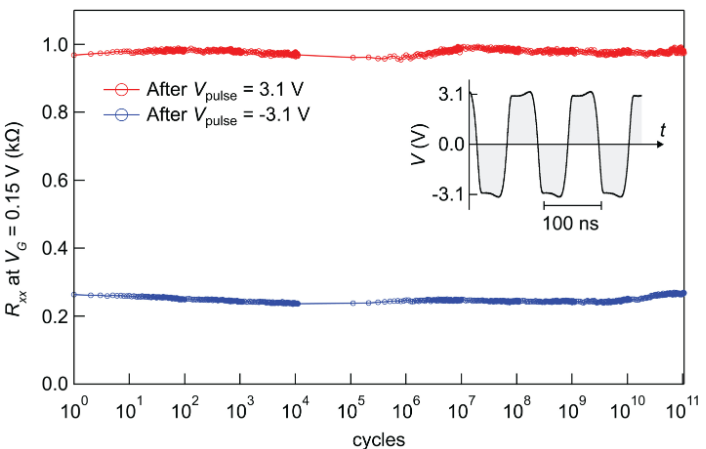 R_xx at V_G = 0.15 V (kΩ)
1.0
0.8
0.6
0.4
0.2
0.0
After V_pulse = 3.1 V
After V_pulse = -3.1 V
V (V)
3.1
0.0
-3.1
t
100 ns
10^0 10^1 10^2 10^3 10^4 10^5 10^6 10^7 10^8 10^9 10^10 10^11
cycles